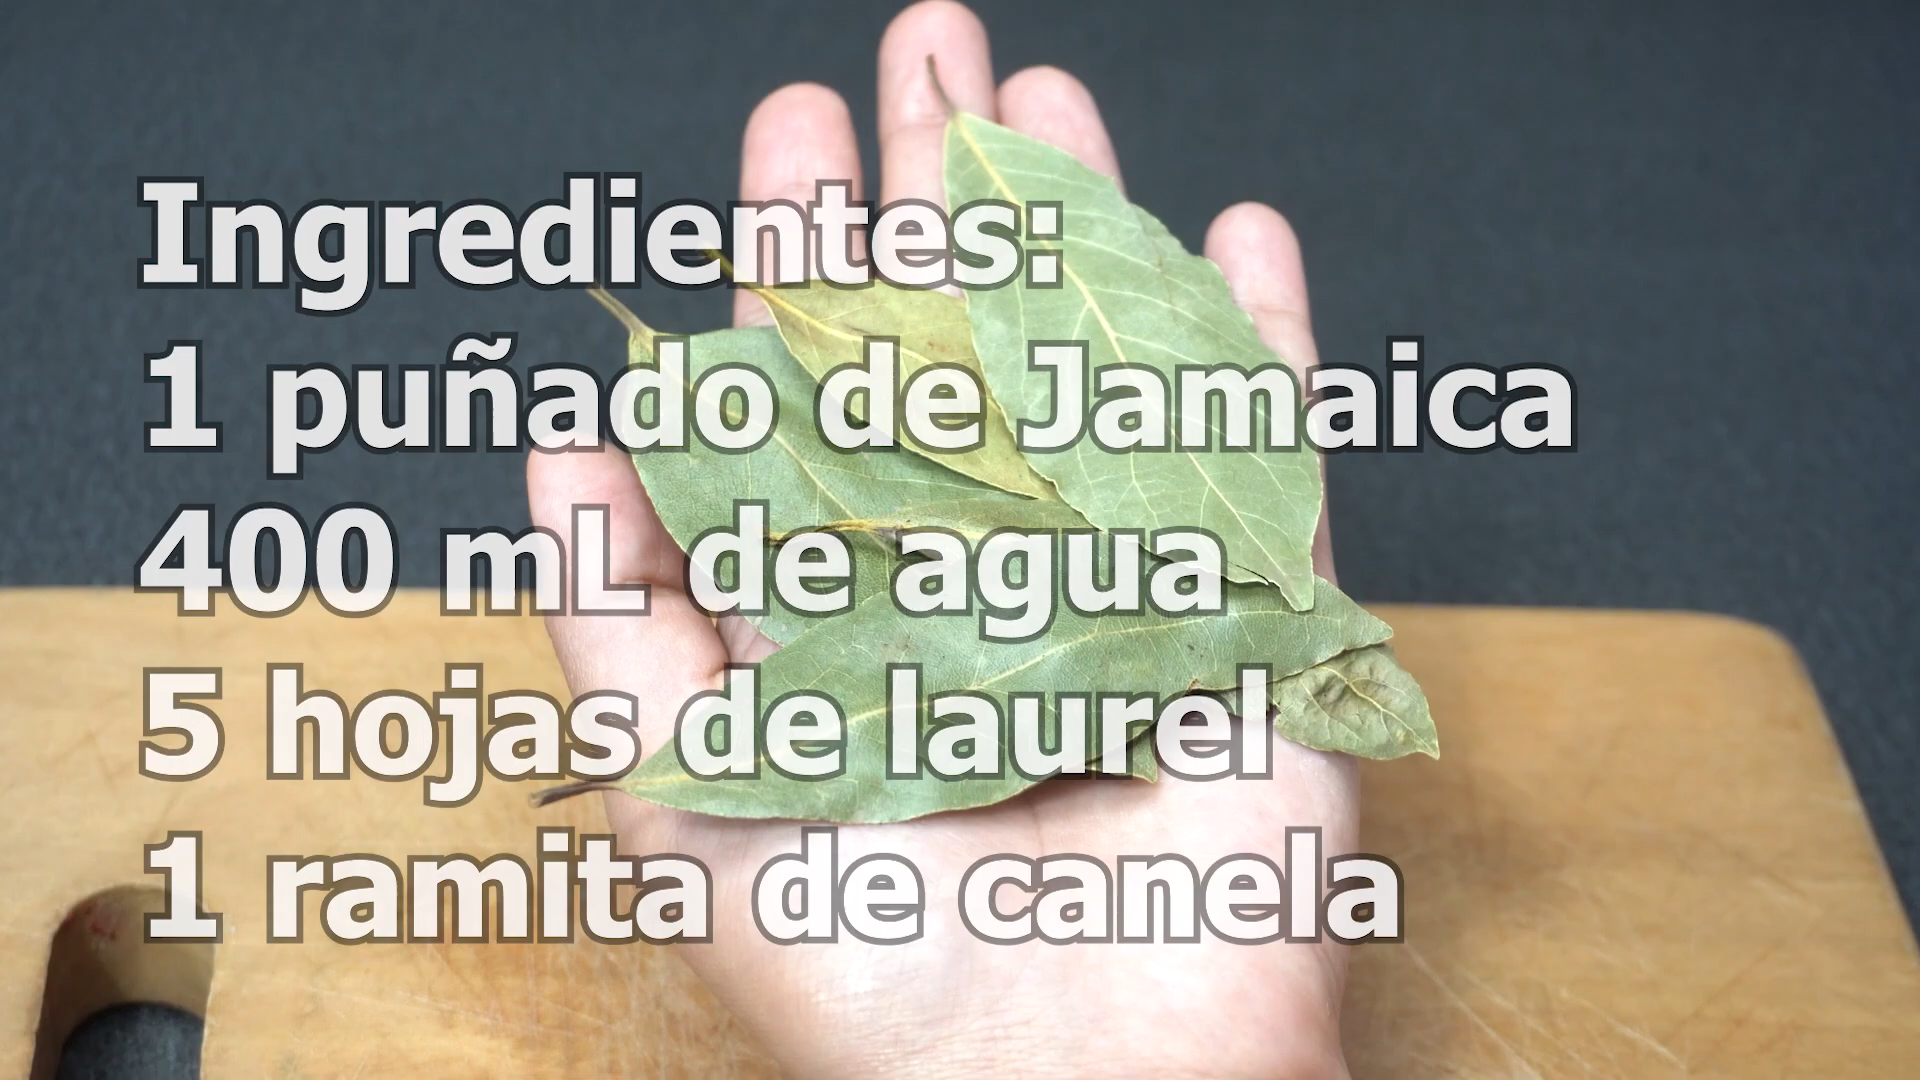 Ingredientes:
1 puñado de Jamaica
400 mL de agua
5 hojas de laurel
1 ramita de canela